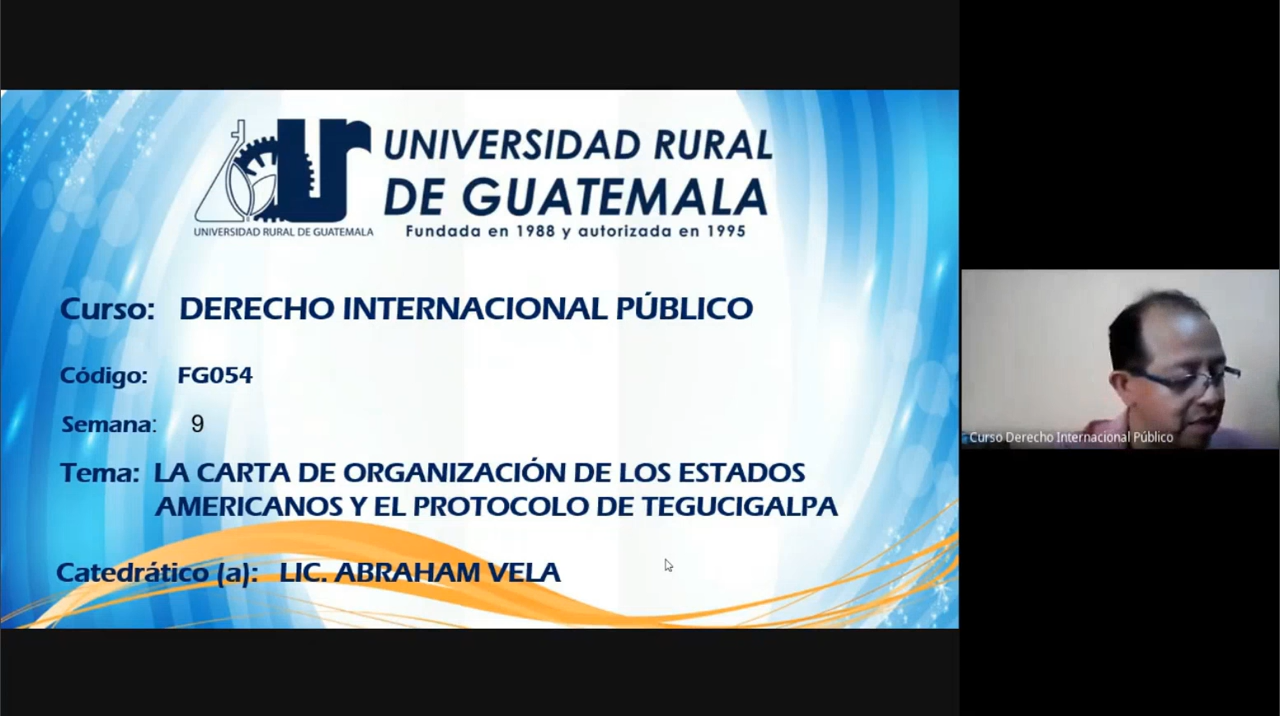 UNIVERSIDAD RURAL
DE GUATEMALA
Fundada en 1988 y autorizada en 1995
UNIVERSIDAD RURAL DE GUATEMALA
Curso: DERECHO INTERNACIONAL PÚBLICO
Código: FG054
Semana: 9
Tema: LA CARTA DE ORGANIZACIÓN DE LOS ESTADOS
AMERICANOS Y EL PROTOCOLO DE TEGUCIGALPA
Catedrático (a): LIC. ABRAHAM VELA
Curso Derecho Internacional Público